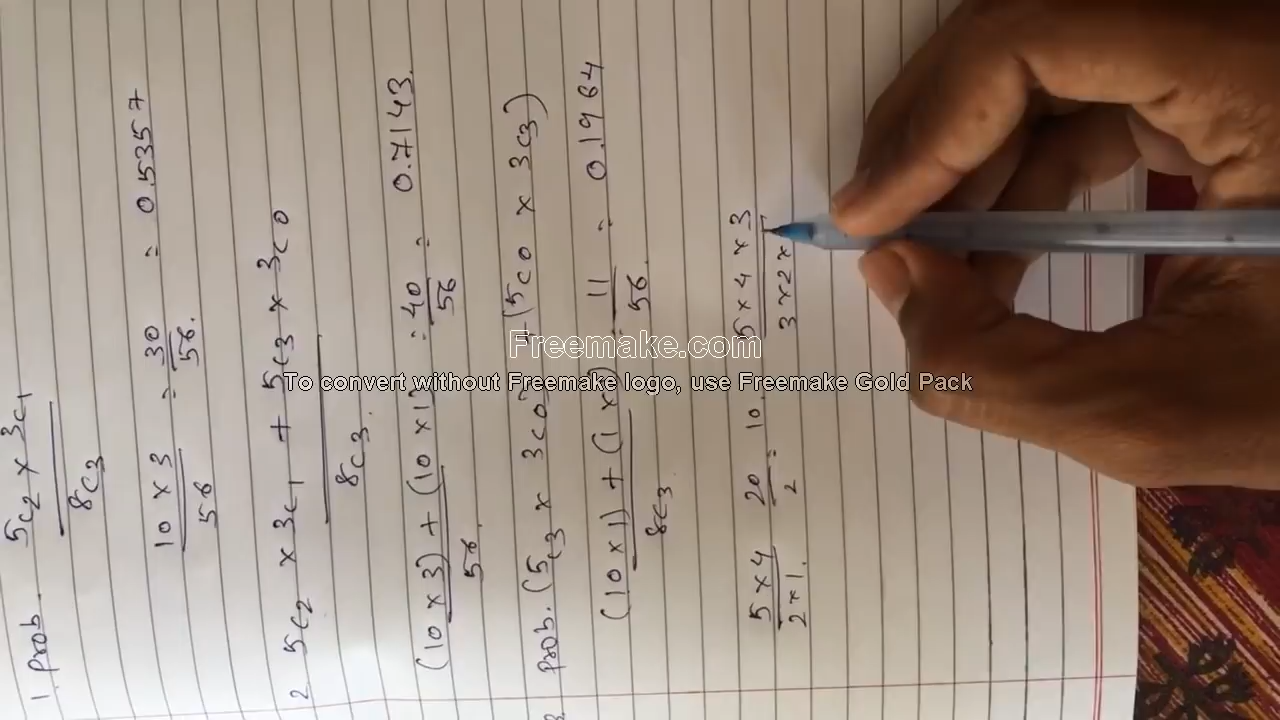 1. Prob. 5c2 x 3c1
8c3
10 x 3 = 30 = 0.5357
56 56.
2 5c2 x 3c1 + 5c3 x 3c0
8c3.
(10 x 3) + (10 x 1) = 40 = 0.7143.
56. 56
3 Prob. (5c3 x 3c0) + (5c0 x 3c3)
(10 x 1) + (1 x 1) = 11 = 0.1964
8c3 56.
5 x 4 20 = 10. 5 x 4 x 3
2 x 1. 2 3 x 2 x
Freemake.com
To convert without Freemake logo, use Freemake Gold Pack